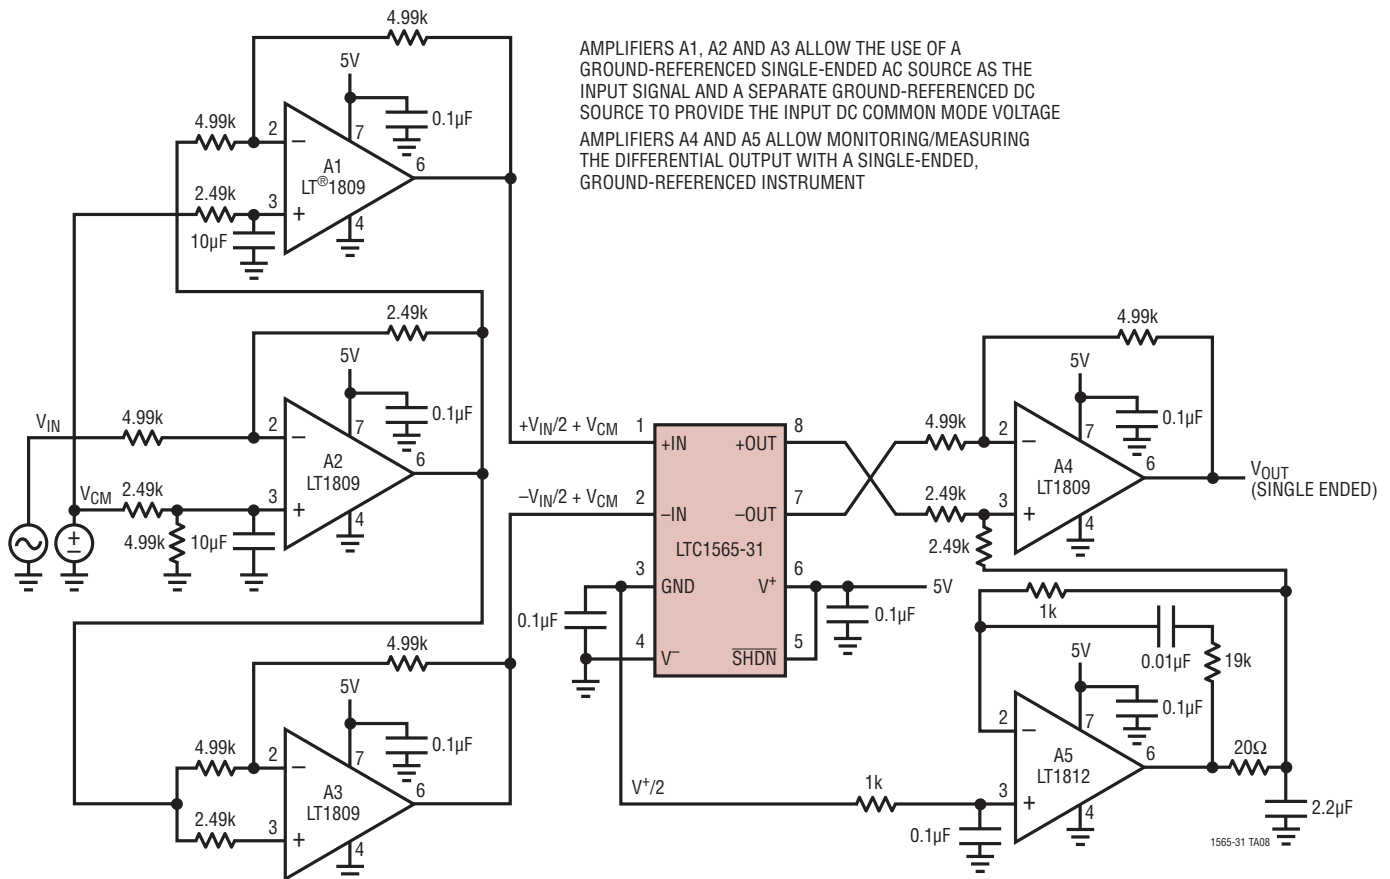 4.99k
5V
0.1µF
4.99k
2
7
–
A1
LT®1809
6
2.49k
3
+
4
10µF
AMPLIFIERS A1, A2 AND A3 ALLOW THE USE OF A
GROUND-REFERENCED SINGLE-ENDED AC SOURCE AS THE
INPUT SIGNAL AND A SEPARATE GROUND-REFERENCED DC
SOURCE TO PROVIDE THE INPUT DC COMMON MODE VOLTAGE
AMPLIFIERS A4 AND A5 ALLOW MONITORING/MEASURING
THE DIFFERENTIAL OUTPUT WITH A SINGLE-ENDED,
GROUND-REFERENCED INSTRUMENT
2.49k
5V
0.1µF
VIN
4.99k
2
7
–
A2
LT1809
6
VCM
2.49k
3
+
4
4.99k
10µF
+
–
4.99k
5V
0.1µF
4.99k
2
7
–
A3
LT1809
6
2.49k
3
+
4
+VIN/2 + VCM
1
+IN
+OUT
8
–VIN/2 + VCM
2
–IN
–OUT
7
LTC1565-31
3
GND
V+
6
5V
0.1µF
0.1µF
4
V–
SHDN
5
4.99k
5V
0.1µF
4.99k
2
7
–
A4
LT1809
6
VOUT
(SINGLE ENDED)
2.49k
3
+
4
2.49k
1k
0.01µF
19k
5V
0.1µF
2
7
–
A5
LT1812
6
20Ω
V+/2
1k
3
+
4
0.1µF
2.2µF
1565-31 TA08